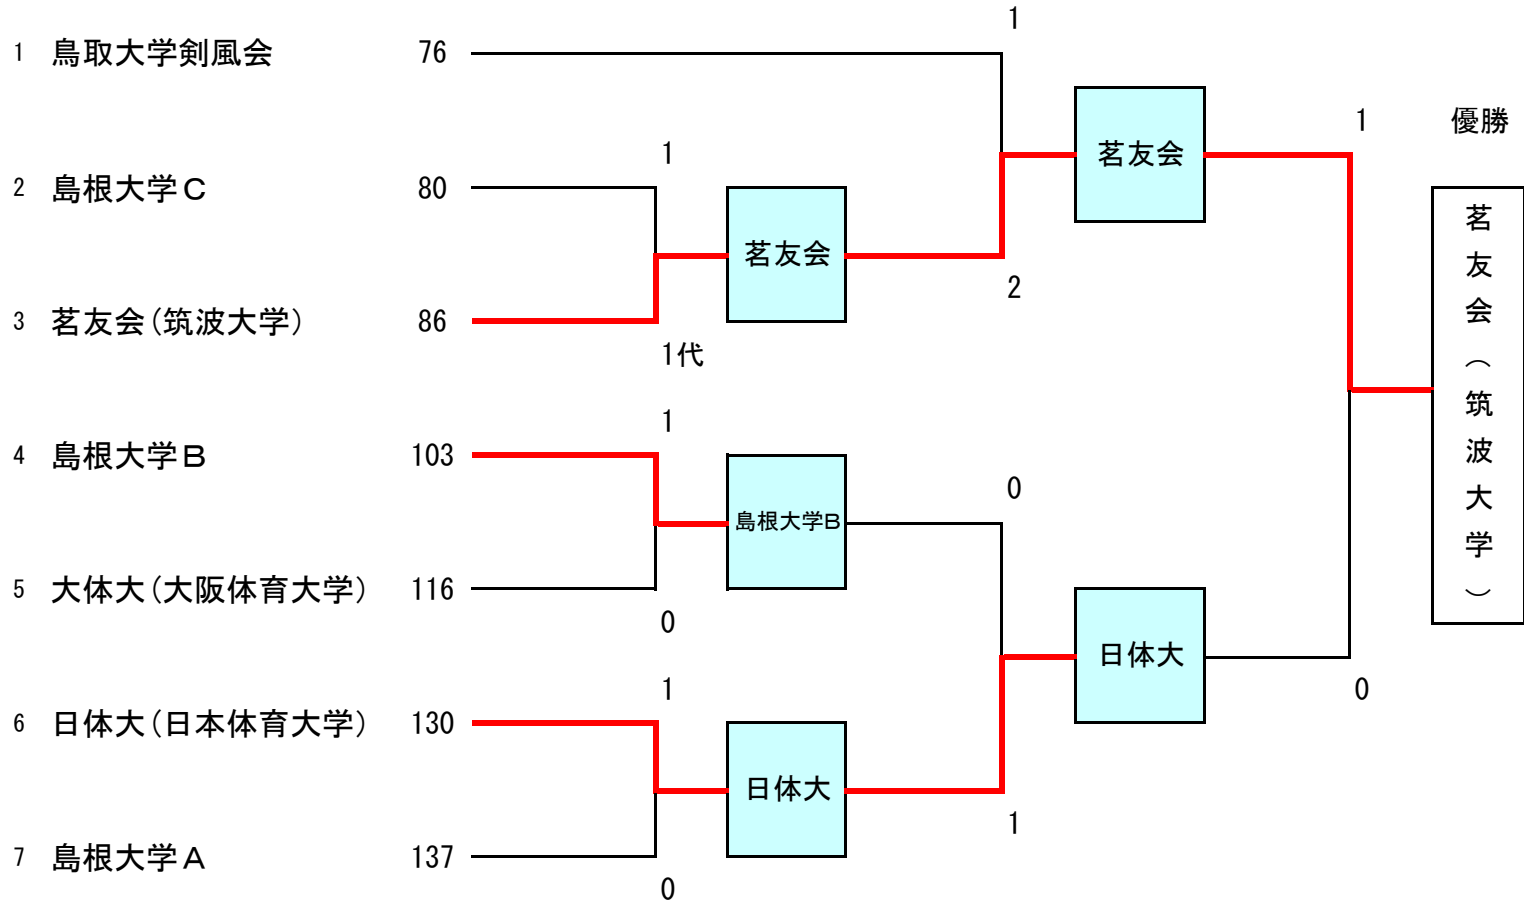 1 鳥取大学剣風会 76
1
2 島根大学C 80
1
茗友会
優勝
1
茗友会
3 茗友会(筑波大学) 86
1代
2
茗友会(筑波大学)
4 島根大学B 103
1
島根大学B
0
5 大体大(大阪体育大学) 116
0
日体大
0
6 日体大(日本体育大学) 130
1
日体大
1
7 島根大学A 137
0